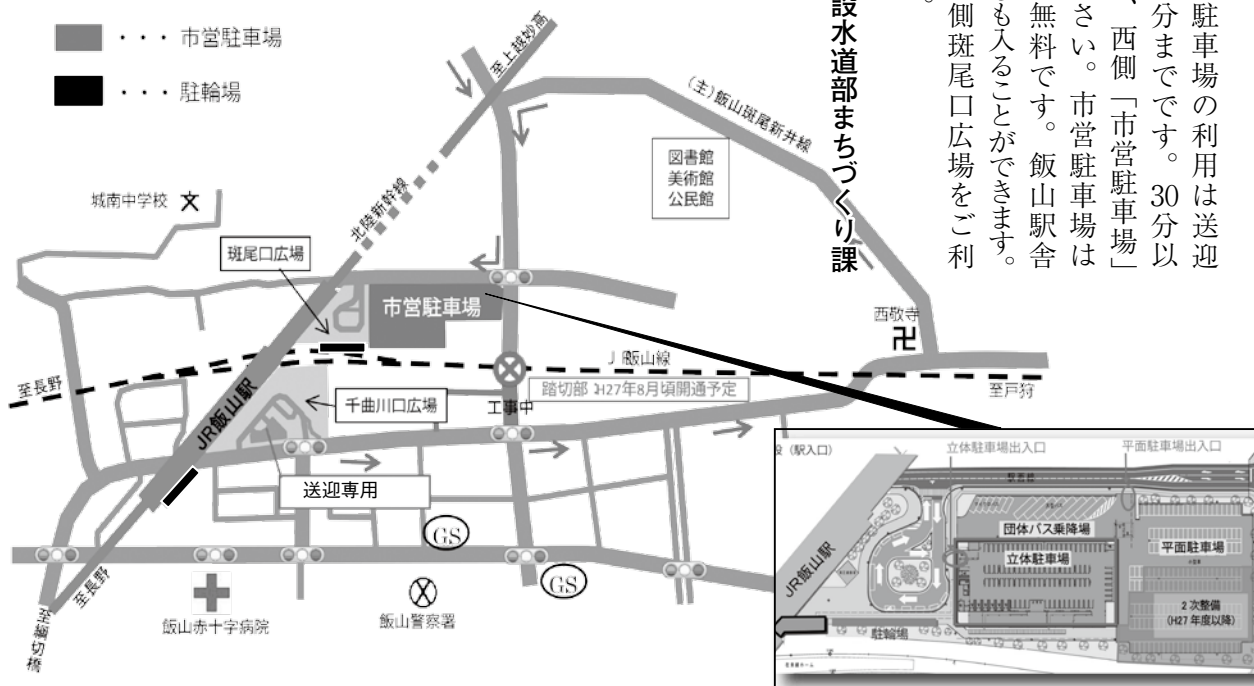 駐車場の利用は送迎
分までです。30分以
、西側「市営駐車場」
さい。市営駐車場は
無料です。飯山駅舎
も入ることができます。
側斑尾口広場をご利
。
設水道部まちづくり課
・・・市営駐車場
・・・駐輪場
至上越妙高
(主)飯山斑尾新井線
図書館
美術館
公民館
城南中学校 文
北陸新幹線
斑尾口広場
市営駐車場
西敬寺
卍
JR飯山線
至長野
至戸狩
踏切部 H27年8月頃開通予定
工事中
JR飯山駅
千曲川口広場
送迎専用
GS
GS
至長野
飯山赤十字病院
飯山警察署
(駅入口)
立体駐車場出入口
平面駐車場出入口
団体バス乗降場
立体駐車場
平面駐車場
JR飯山駅
2次整備
(H27年度以降)
駐輪場